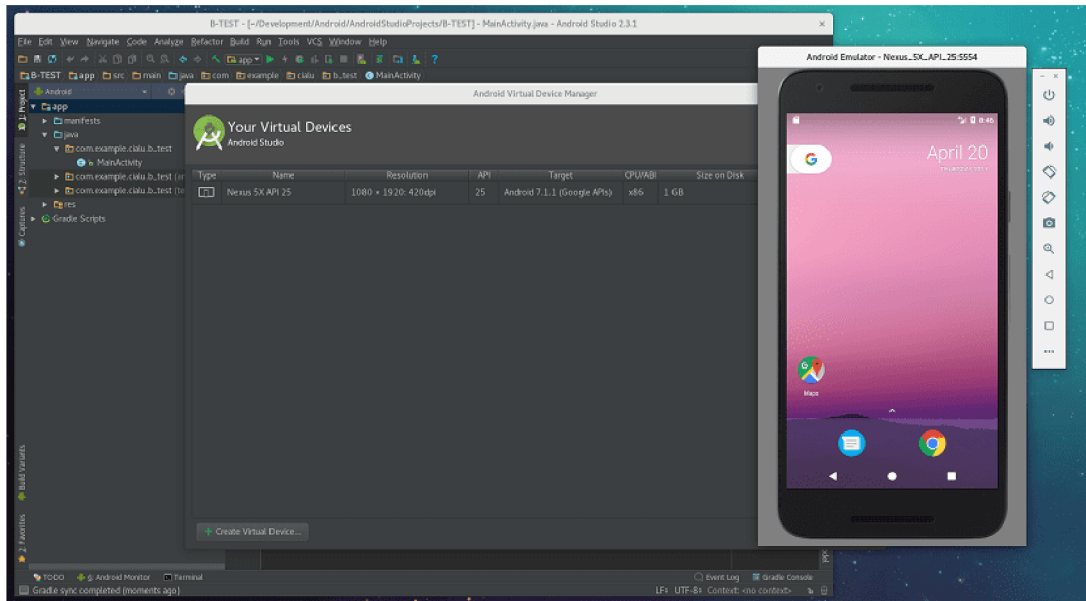 B-TEST - [~/Development/Android/AndroidStudioProjects/B-TEST] - MainActivity.java - Android Studio 2.3.1
File Edit View Navigate Code Analyze Refactor Build Run Tools VCS Window Help
app
B-TEST app src main java com example cialu b_test MainActivity
Android
app
manifests
java
com.example.cialu.b_test
MainActivity
com.example.cialu.b_test
com.example.cialu.b_test
res
Gradle Scripts
1: Project
2: Structure
Captures
Build Variants
2: Favorites
Android Virtual Device Manager
Your Virtual Devices
Android Studio
Type Name Resolution API Target CPU/ABI Size on Disk
Nexus 5X API 25 1080 × 1920: 420dpi 25 Android 7.1.1 (Google APIs) x86 1 GB
+ Create Virtual Device...
TODO 6: Android Monitor Terminal Event Log Gradle Console
Gradle sync completed (moments ago) LF÷ UTF-8÷ Context: <no context>
Android Emulator - Nexus_5X_API_25:5554
8:46
G
April 20
Maps